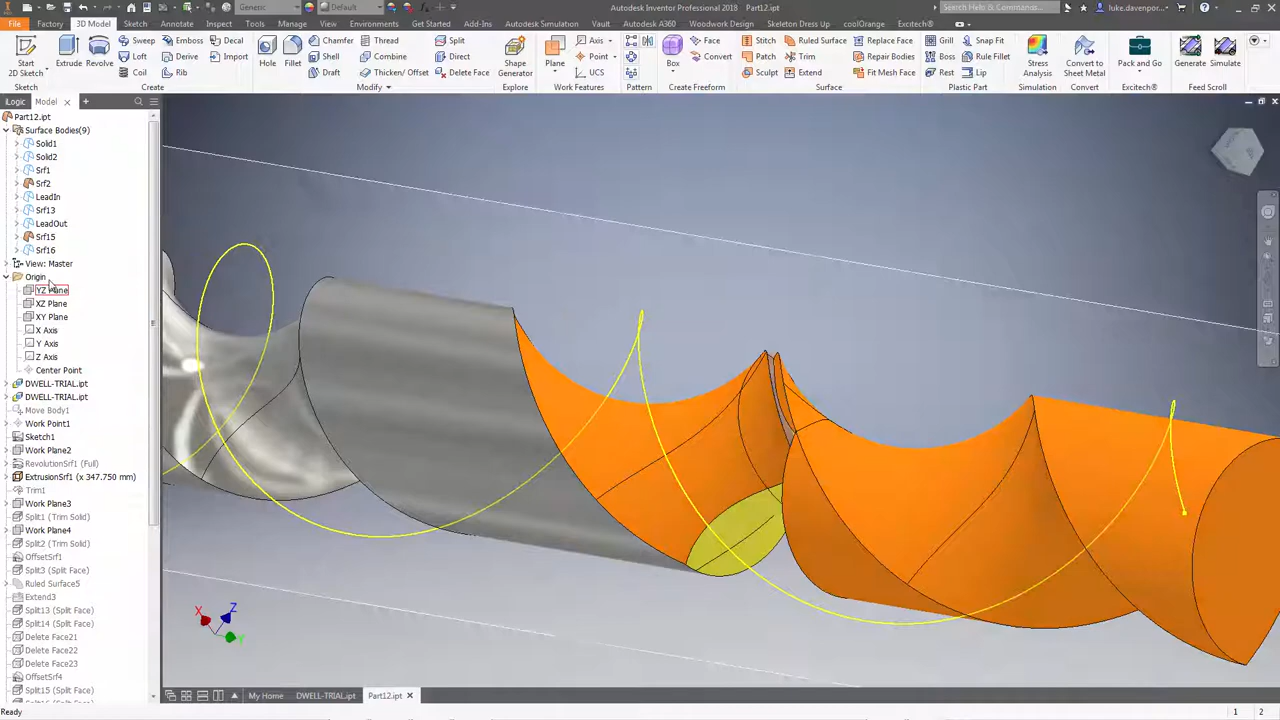 Generic
Default
Autodesk Inventor Professional 2018 Part12.ipt
Search Help & Commands...
luke.davenpor...
File
Factory
3D Model
Sketch
Annotate
Inspect
Tools
Manage
View
Environments
Get Started
Add-Ins
Autodesk Simulation
Vault
Autodesk A360
Woodwork Design
Skeleton Dress Up
coolOrange
Excitech®
Start
2D Sketch
Extrude
Revolve
Sweep
Emboss
Decal
Loft
Derive
Import
Coil
Rib
Hole
Fillet
Chamfer
Thread
Split
Shell
Combine
Direct
Draft
Thicken/ Offset
Delete Face
Shape
Generator
Plane
Axis
Point
UCS
Box
Face
Convert
Stitch
Ruled Surface
Replace Face
Patch
Trim
Repair Bodies
Sculpt
Extend
Fit Mesh Face
Grill
Snap Fit
Boss
Rule Fillet
Rest
Lip
Stress
Analysis
Convert to
Sheet Metal
Pack and Go
Generate
Simulate
Sketch
Create
Modify
Explore
Work Features
Pattern
Create Freeform
Surface
Plastic Part
Simulation
Convert
Excitech®
Feed Scroll
iLogic
Model
Part12.ipt
Surface Bodies(9)
Solid1
Solid2
Srf1
Srf2
LeadIn
Srf13
LeadOut
Srf15
Srf16
View: Master
Origin
YZ Plane
XZ Plane
XY Plane
X Axis
Y Axis
Z Axis
Center Point
DWELL-TRIAL.ipt
DWELL-TRIAL.ipt
Move Body1
Work Point1
Sketch1
Work Plane2
RevolutionSrf1 (Full)
ExtrusionSrf1 (x 347.750 mm)
Trim1
Work Plane3
Split1 (Trim Solid)
Work Plane4
Split2 (Trim Solid)
OffsetSrf1
Split3 (Split Face)
Ruled Surface5
Extend3
Split13 (Split Face)
Split14 (Split Face)
Delete Face21
Delete Face22
Delete Face23
OffsetSrf4
Split15 (Split Face)
X
Z
Y
My Home
DWELL-TRIAL.ipt
Part12.ipt
Ready
1
2